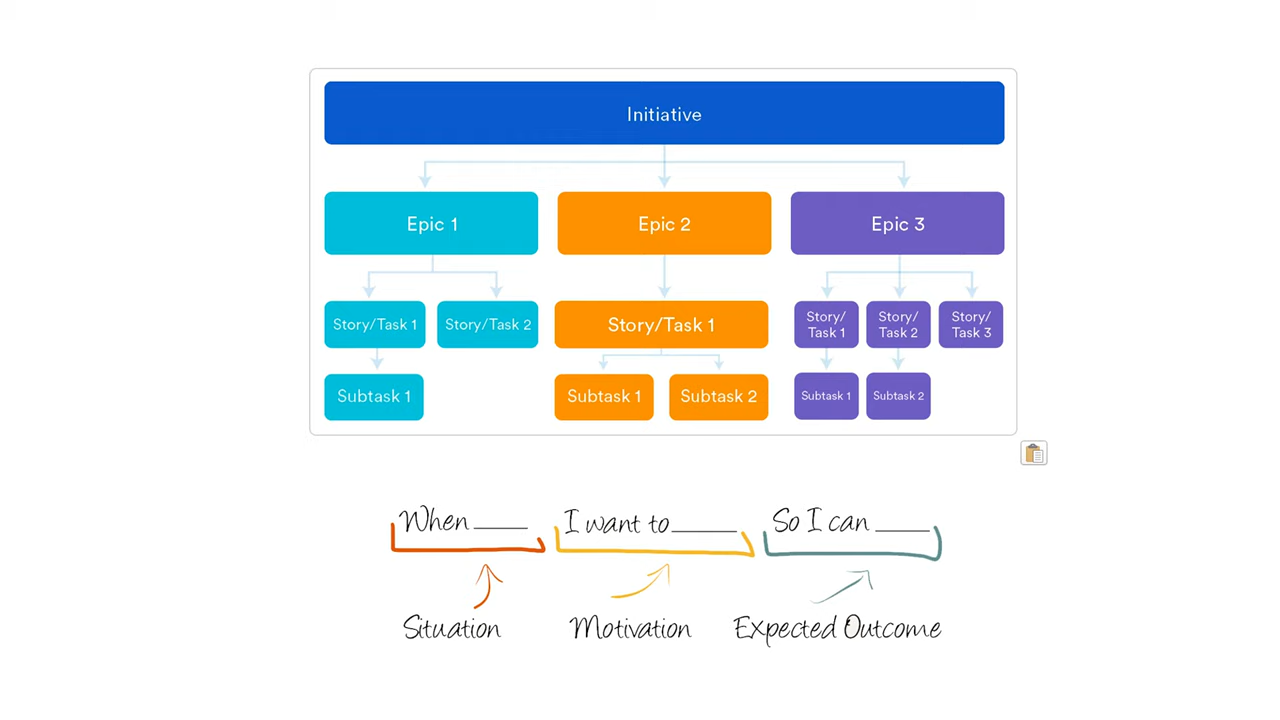 Initiative
Epic 1
Epic 2
Epic 3
Story/Task 1
Story/Task 2
Story/Task 1
Story/
Task 1
Story/
Task 2
Story/
Task 3
Subtask 1
Subtask 1
Subtask 2
Subtask 1
Subtask 2
When ____ I want to ____ So I can ____
Situation
Motivation
Expected Outcome